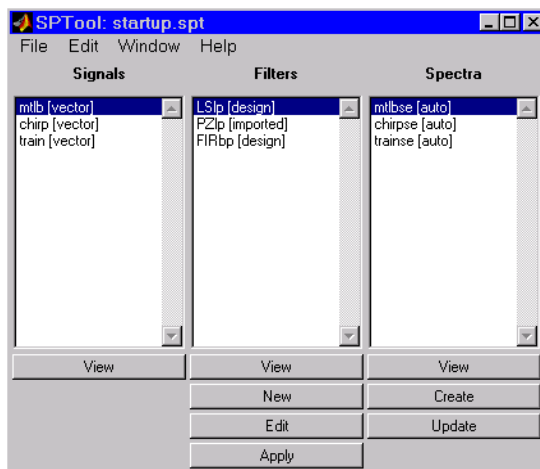 SPTool: startup.spt
File Edit Window Help
Signals Filters Spectra
mtlb [vector]
chirp [vector]
train [vector]
LSlp [design]
PZlp [imported]
FIRbp [design]
mtlbse [auto]
chirpse [auto]
trainse [auto]
View View View
New Create
Edit Update
Apply